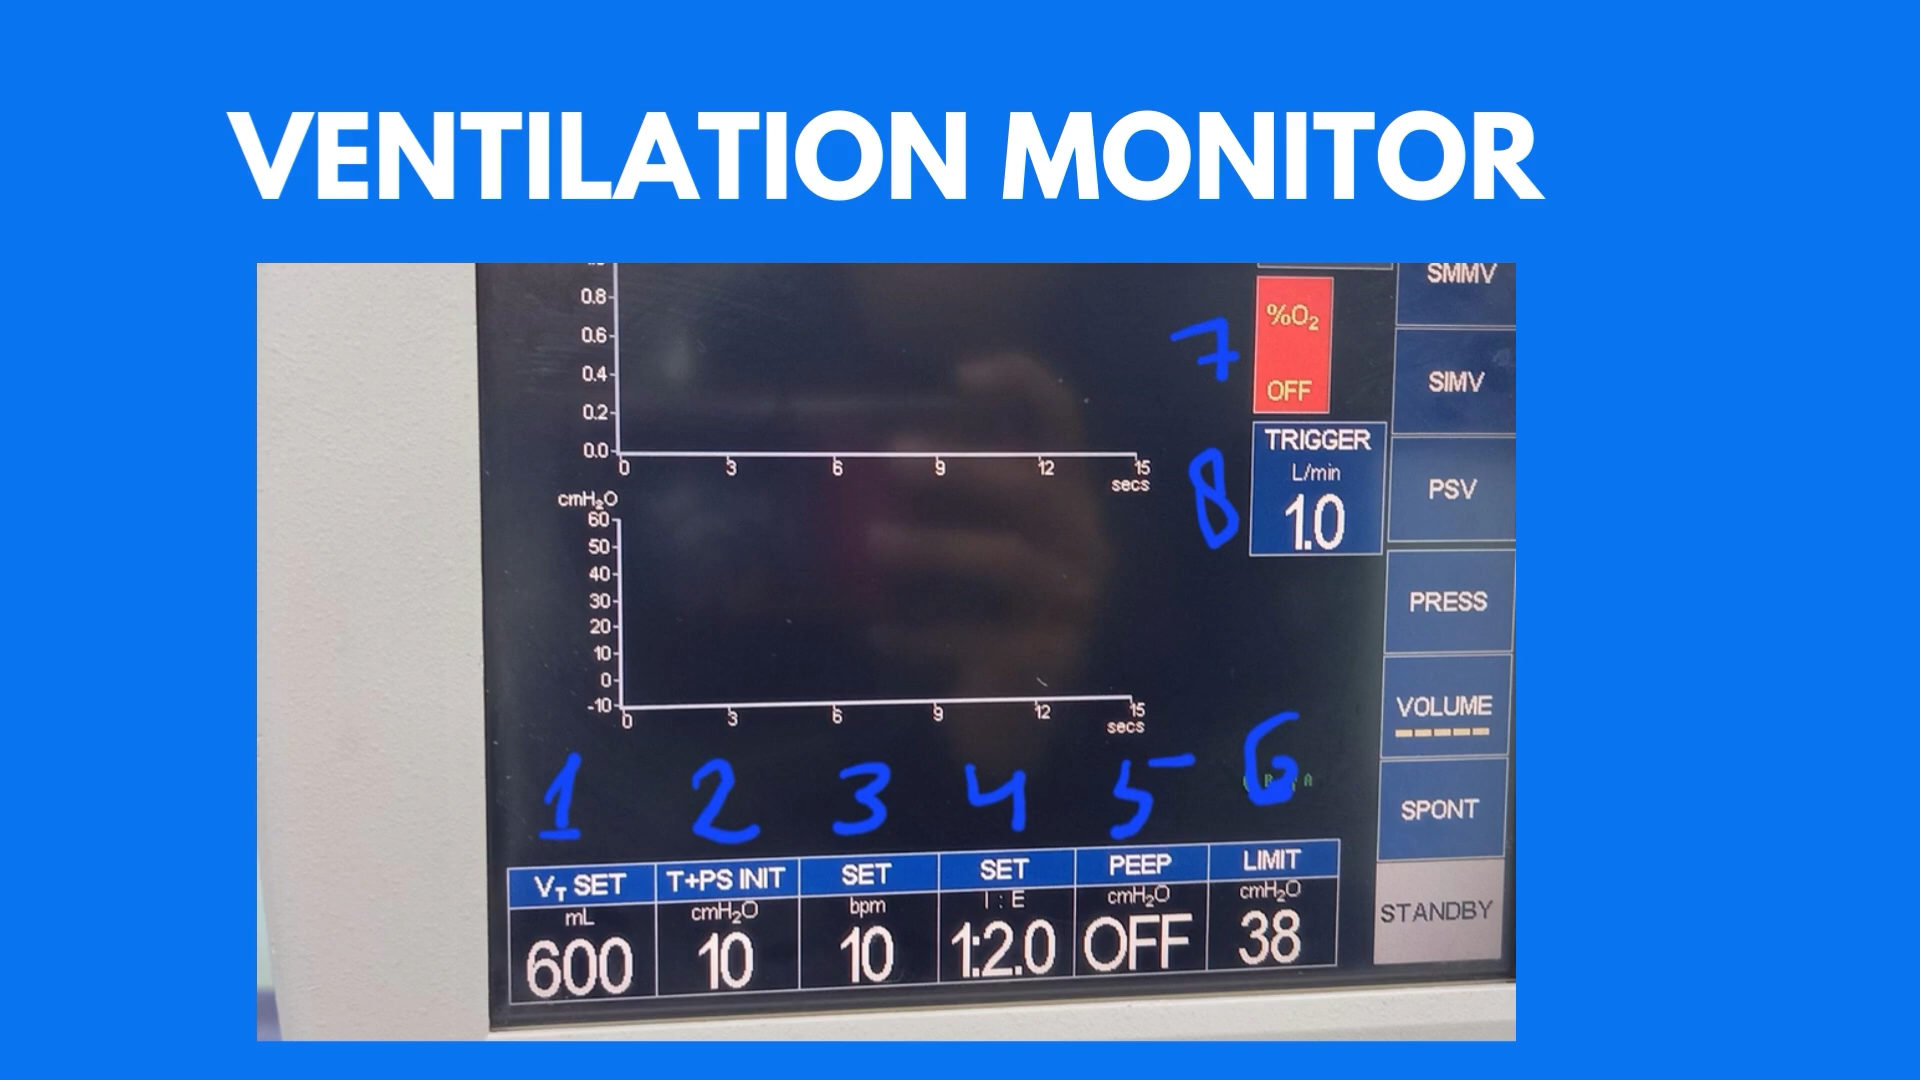 VENTILATION MONITOR
0.8
0.6
0.4
0.2
0.0
0 3 6 9 12 15
secs
cmH₂O
60
50
40
30
20
10
0
-10
0 3 6 9 12 15
secs
7
%O₂
OFF
8
TRIGGER
L/min
1.0
SMMV
SIMV
PSV
PRESS
VOLUME
SPONT
STANDBY
1 2 3 4 5 6
V_T SET
mL
600
T+PS INIT
cmH₂O
10
SET
bpm
10
SET
I : E
1:2.0
PEEP
cmH₂O
OFF
LIMIT
cmH₂O
38